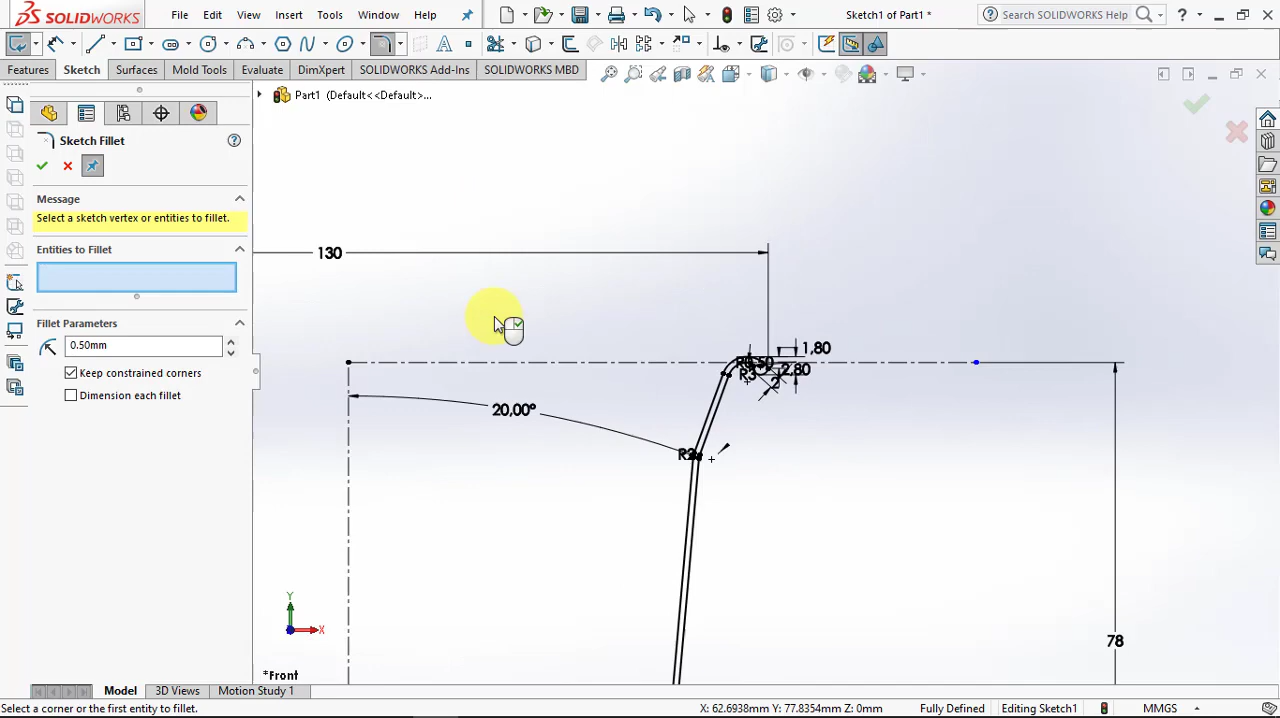 SOLIDWORKS
File
Edit
View
Insert
Tools
Window
Help
Sketch1 of Part1 *
Search SOLIDWORKS Help
Features
Sketch
Surfaces
Mold Tools
Evaluate
DimXpert
SOLIDWORKS Add-Ins
SOLIDWORKS MBD
Part1 (Default<<Default>...
Sketch Fillet
Message
Select a sketch vertex or entities to fillet.
Entities to Fillet
Fillet Parameters
0.50mm
Keep constrained corners
Dimension each fillet
130
1,80
R0,50
2,80
R3
2
20,00°
78
Y
X
*Front
Model
3D Views
Motion Study 1
Select a corner or the first entity to fillet.
X: 62.6938mm Y: 77.8354mm Z: 0mm
Fully Defined
Editing Sketch1
MMGS